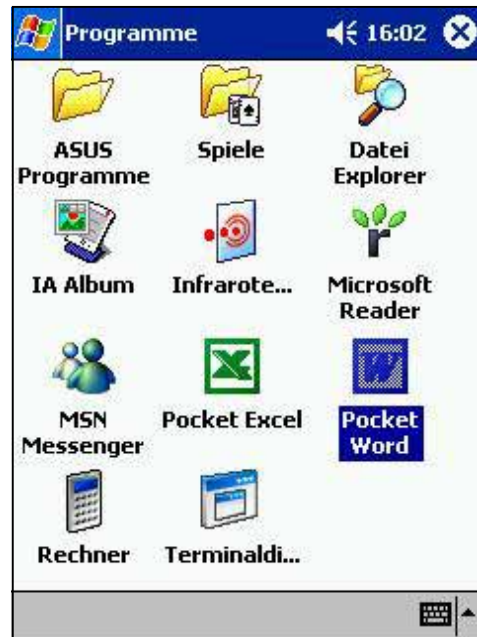 Programme 16:02
ASUS Spiele Datei
Programme Explorer
IA Album Infrarote... Microsoft
Reader
MSN Pocket Excel Pocket
Messenger Word
Rechner Terminaldi...